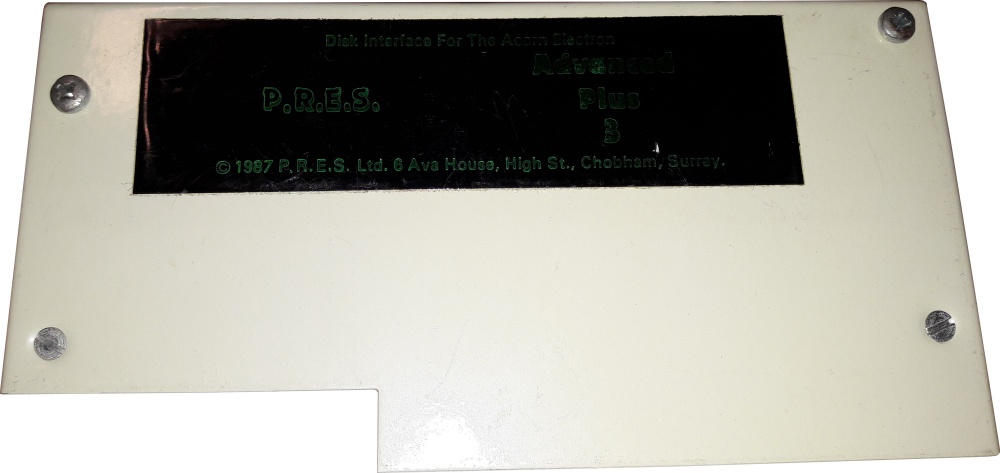 Disk Interface For The Acorn Electron
Advanced
P.R.E.S. Plus
3
© 1987 P.R.E.S. Ltd. 6 Ava House, High St., Chobham, Surrey.